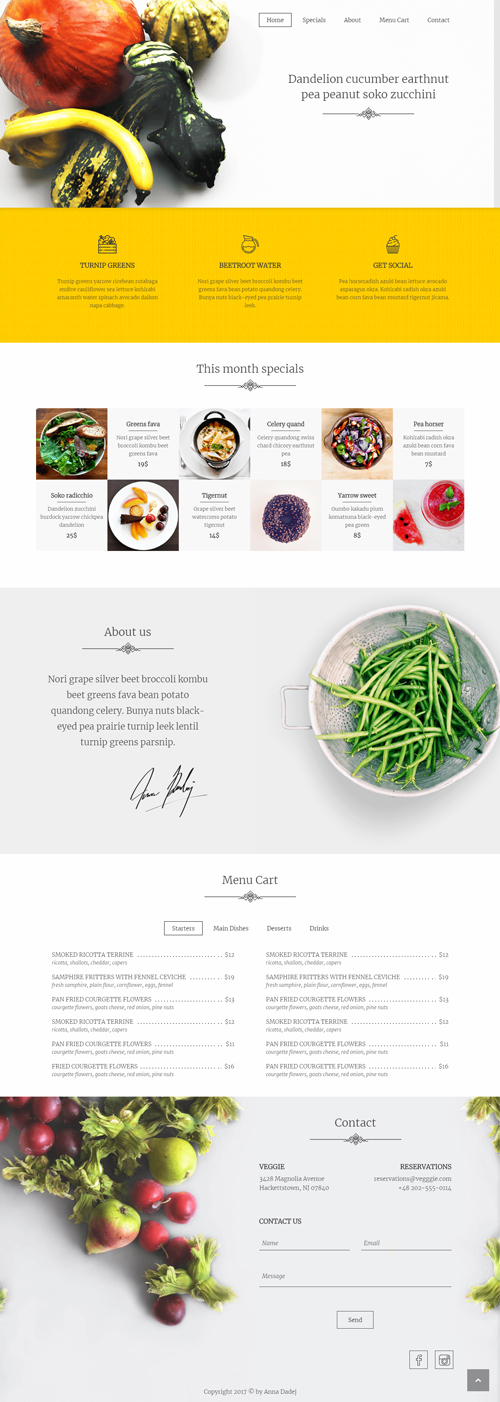 Home Specials About Menu Cart Contact
Dandelion cucumber earthnut
pea peanut soko zucchini
TURNIP GREENS
Turnip greens yarrow ricebean rutabaga
endive cauliflower sea lettuce kohlrabi
amaranth water spinach avocado daikon
napa cabbage.
BEETROOT WATER
Nori grape silver beet broccoli kombu beet
greens fava bean potato quandong celery.
Bunya nuts black-eyed pea prairie turnip
leek.
GET SOCIAL
Pea horseradish azuki bean lettuce avocado
asparagus okra. Kohlrabi radish okra azuki
bean corn fava bean mustard tigernut jicama.
This month specials
Greens fava
Nori grape silver beet
broccoli kombu beet
greens fava
19$
Celery quand
Celery quandong swiss
chard chicory earthnut
pea
18$
Pea horser
Kohlrabi radish okra
azuki bean corn fava
bean mustard
7$
Soko radicchio
Dandelion zucchini
burdock yarrow chickpea
dandelion
25$
Tigernut
Grape silver beet
watercress potato
tigernut
14$
Yarrow sweet
Gumbo kakadu plum
komatsuna black-eyed
pea green
8$
About us
Nori grape silver beet broccoli kombu
beet greens fava bean potato
quandong celery. Bunya nuts black-
eyed pea prairie turnip leek lentil
turnip greens parsnip.
Menu Cart
Starters Main Dishes Desserts Drinks
SMOKED RICOTTA TERRINE $12
ricotta, shallots, cheddar, capers
SAMPHIRE FRITTERS WITH FENNEL CEVICHE $19
fresh samphire, plain flour, cornflower, eggs, fennel
PAN FRIED COURGETTE FLOWERS $13
courgette flowers, goats cheese, red onion, pine nuts
SMOKED RICOTTA TERRINE $12
ricotta, shallots, cheddar, capers
PAN FRIED COURGETTE FLOWERS $11
courgette flowers, goats cheese, red onion, pine nuts
FRIED COURGETTE FLOWERS $16
courgette flowers, goats cheese, red onion, pine nuts
SMOKED RICOTTA TERRINE $12
ricotta, shallots, cheddar, capers
SAMPHIRE FRITTERS WITH FENNEL CEVICHE $19
fresh samphire, plain flour, cornflower, eggs, fennel
PAN FRIED COURGETTE FLOWERS $13
courgette flowers, goats cheese, red onion, pine nuts
SMOKED RICOTTA TERRINE $12
ricotta, shallots, cheddar, capers
PAN FRIED COURGETTE FLOWERS $11
courgette flowers, goats cheese, red onion, pine nuts
PAN FRIED COURGETTE FLOWERS $16
courgette flowers, goats cheese, red onion, pine nuts
Contact
VEGGIE
3428 Magnolia Avenue
Hackettstown, NJ 07840
RESERVATIONS
reservations@vegggie.com
+48 202-555-0114
CONTACT US
Name Email
Message
Send
Copyright 2017 © by Anna Dadej